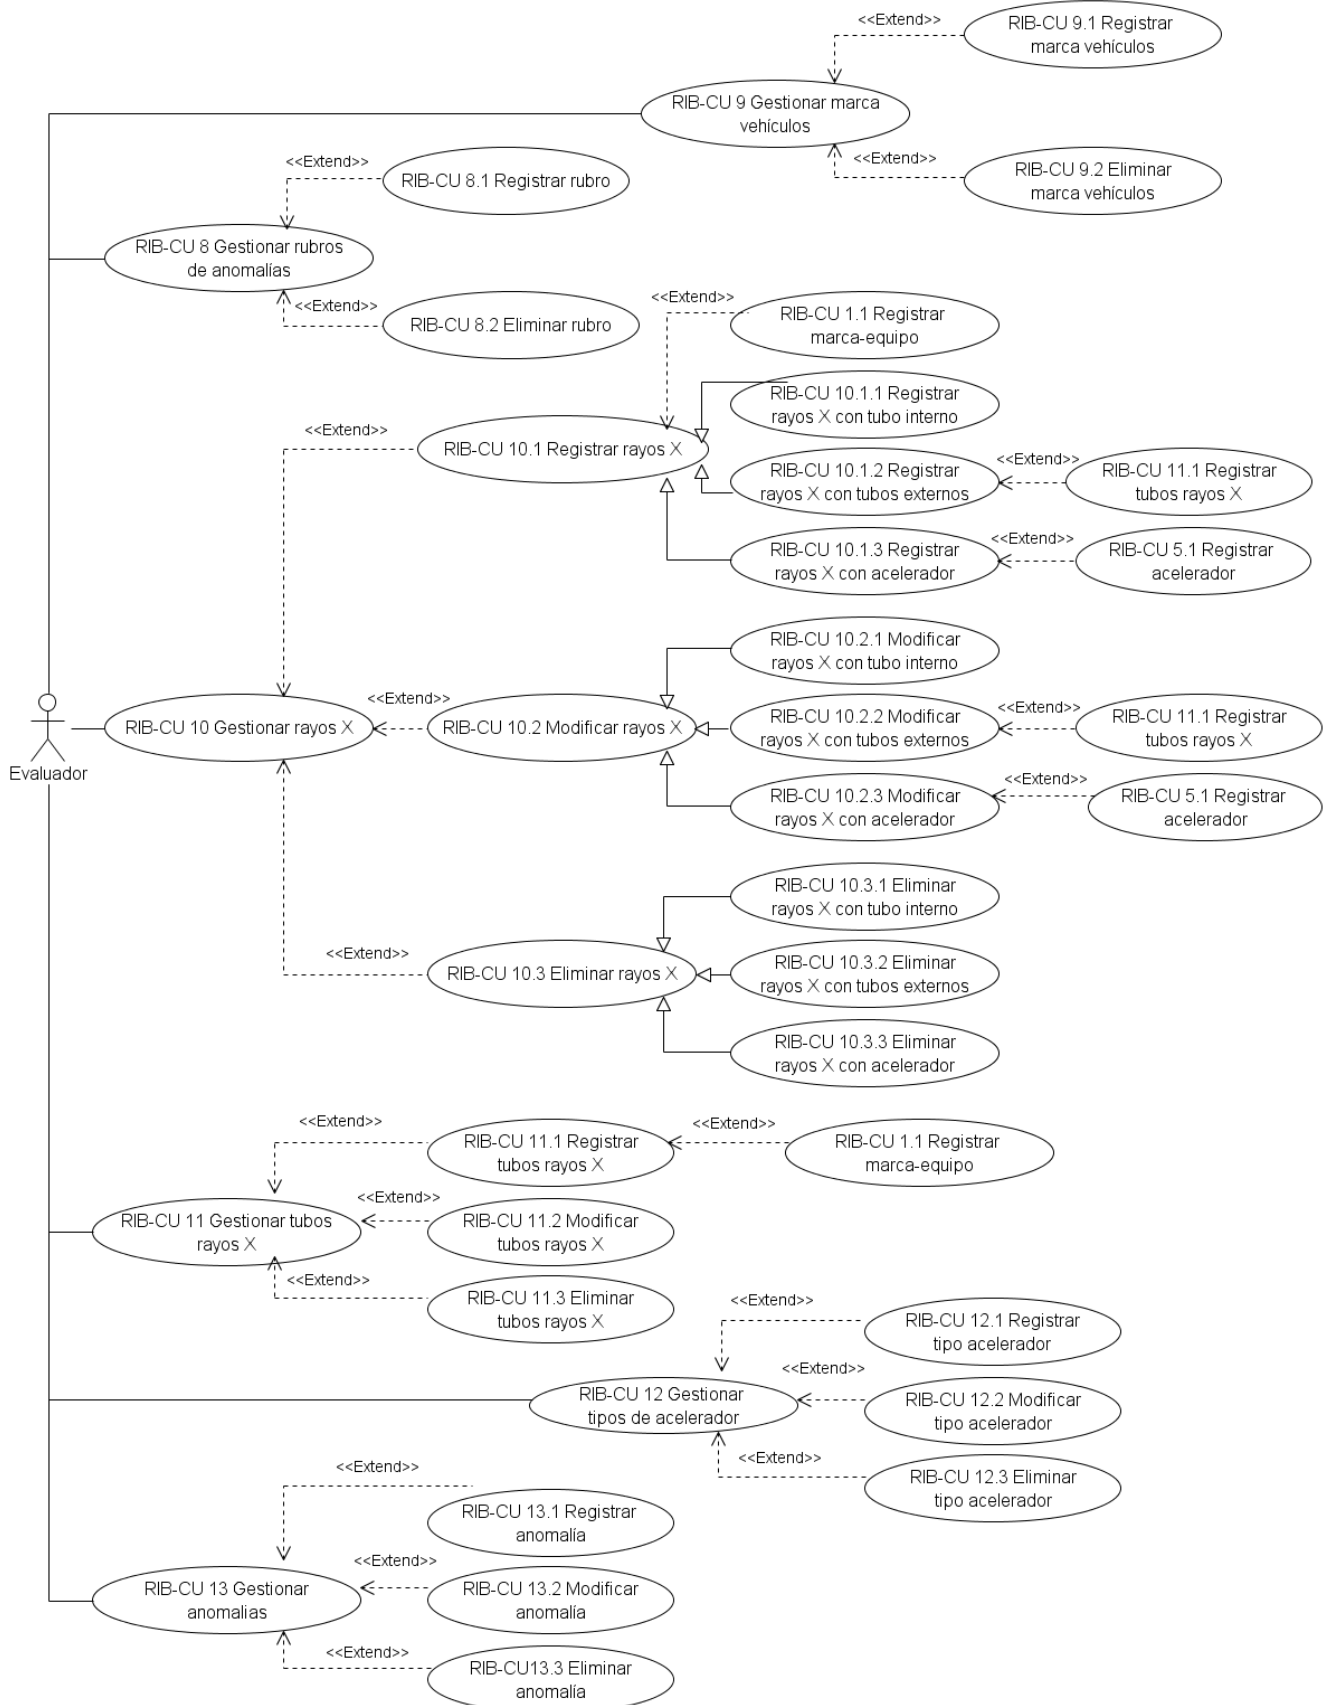 <<Extend>>
RIB-CU 9.1 Registrar
marca vehículos
RIB-CU 9 Gestionar marca
vehículos
<<Extend>>
RIB-CU 9.2 Eliminar
marca vehículos
<<Extend>>
RIB-CU 8.1 Registrar rubro
RIB-CU 8 Gestionar rubros
de anomalías
<<Extend>>
RIB-CU 8.2 Eliminar rubro
<<Extend>>
RIB-CU 1.1 Registrar
marca-equipo
RIB-CU 10.1.1 Registrar
rayos X con tubo interno
<<Extend>>
RIB-CU 10.1 Registrar rayos X
RIB-CU 10.1.2 Registrar
rayos X con tubos externos
<<Extend>>
RIB-CU 11.1 Registrar
tubos rayos X
RIB-CU 10.1.3 Registrar
rayos X con acelerador
<<Extend>>
RIB-CU 5.1 Registrar
acelerador
RIB-CU 10.2.1 Modificar
rayos X con tubo interno
Evaluador
RIB-CU 10 Gestionar rayos X
<<Extend>>
RIB-CU 10.2 Modificar rayos X
RIB-CU 10.2.2 Modificar
rayos X con tubos externos
<<Extend>>
RIB-CU 11.1 Registrar
tubos rayos X
RIB-CU 10.2.3 Modificar
rayos X con acelerador
<<Extend>>
RIB-CU 5.1 Registrar
acelerador
RIB-CU 10.3.1 Eliminar
rayos X con tubo interno
<<Extend>>
RIB-CU 10.3 Eliminar rayos X
RIB-CU 10.3.2 Eliminar
rayos X con tubos externos
RIB-CU 10.3.3 Eliminar
rayos X con acelerador
<<Extend>>
RIB-CU 11.1 Registrar
tubos rayos X
<<Extend>>
RIB-CU 1.1 Registrar
marca-equipo
RIB-CU 11 Gestionar tubos
rayos X
<<Extend>>
RIB-CU 11.2 Modificar
tubos rayos X
<<Extend>>
RIB-CU 11.3 Eliminar
tubos rayos X
<<Extend>>
RIB-CU 12.1 Registrar
tipo acelerador
RIB-CU 12 Gestionar
tipos de acelerador
<<Extend>>
RIB-CU 12.2 Modificar
tipo acelerador
<<Extend>>
RIB-CU 12.3 Eliminar
tipo acelerador
<<Extend>>
RIB-CU 13.1 Registrar
anomalía
RIB-CU 13 Gestionar
anomalias
<<Extend>>
RIB-CU 13.2 Modificar
anomalía
<<Extend>>
RIB-CU13.3 Eliminar
anomalía